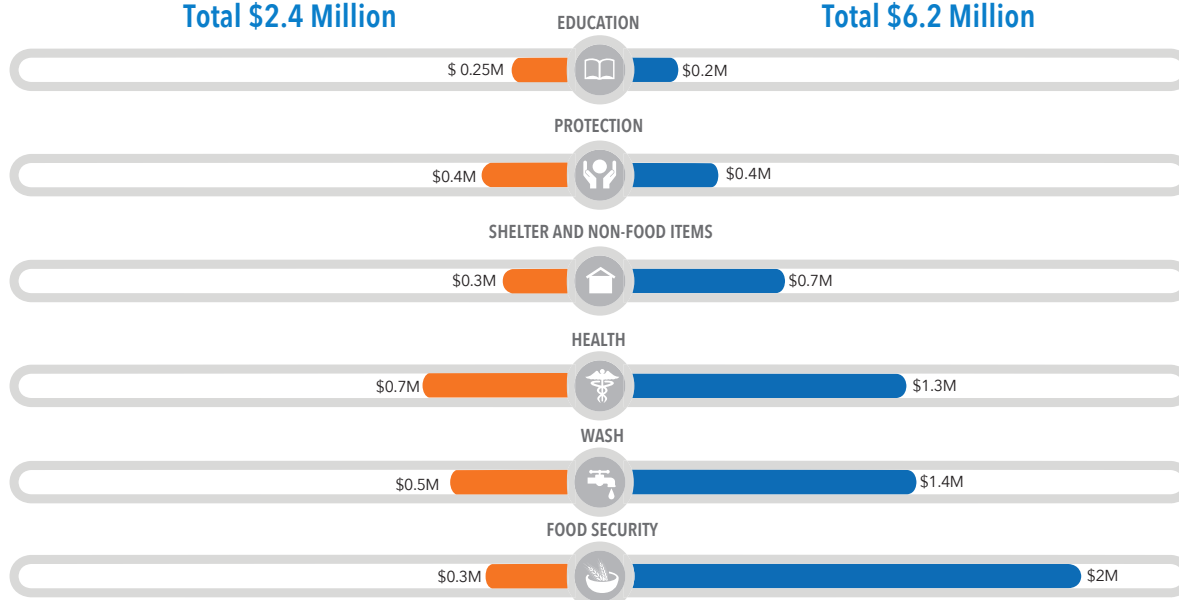 Total $2.4 Million
Total $6.2 Million
EDUCATION
$ 0.25M
$0.2M
PROTECTION
$0.4M
$0.4M
SHELTER AND NON-FOOD ITEMS
$0.3M
$0.7M
HEALTH
$0.7M
$1.3M
WASH
$0.5M
$1.4M
FOOD SECURITY
$0.3M
$2M